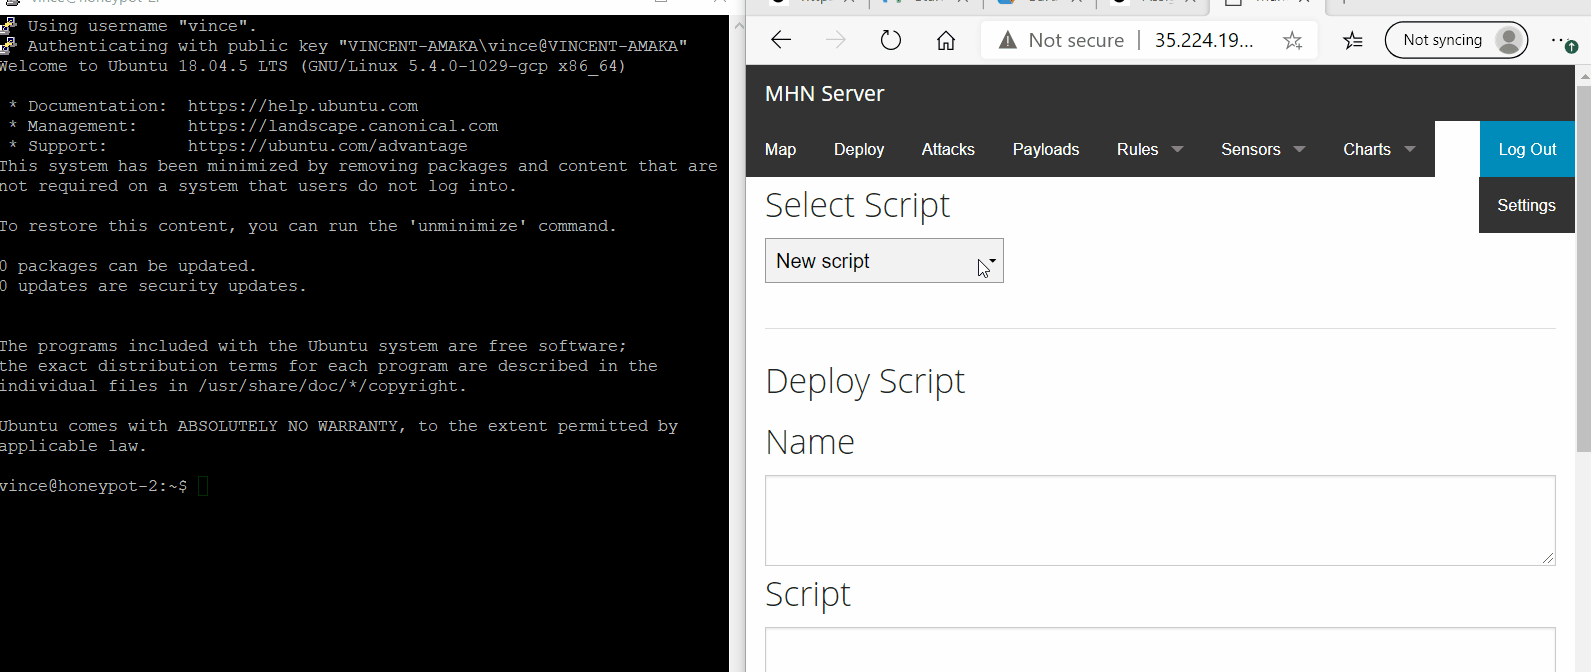 Using username "vince".
Authenticating with public key "VINCENT-AMAKA\vince@VINCENT-AMAKA"
Welcome to Ubuntu 18.04.5 LTS (GNU/Linux 5.4.0-1029-gcp x86_64)
* Documentation: https://help.ubuntu.com
* Management: https://landscape.canonical.com
* Support: https://ubuntu.com/advantage
This system has been minimized by removing packages and content that are
not required on a system that users do not log into.
To restore this content, you can run the 'unminimize' command.
0 packages can be updated.
0 updates are security updates.
The programs included with the Ubuntu system are free software;
the exact distribution terms for each program are described in the
individual files in /usr/share/doc/*/copyright.
Ubuntu comes with ABSOLUTELY NO WARRANTY, to the extent permitted by
applicable law.
vince@honeypot-2:~$
Not secure | 35.224.19... Not syncing
MHN Server
Map Deploy Attacks Payloads Rules Sensors Charts Log Out
Settings
Select Script
New script
Deploy Script
Name
Script